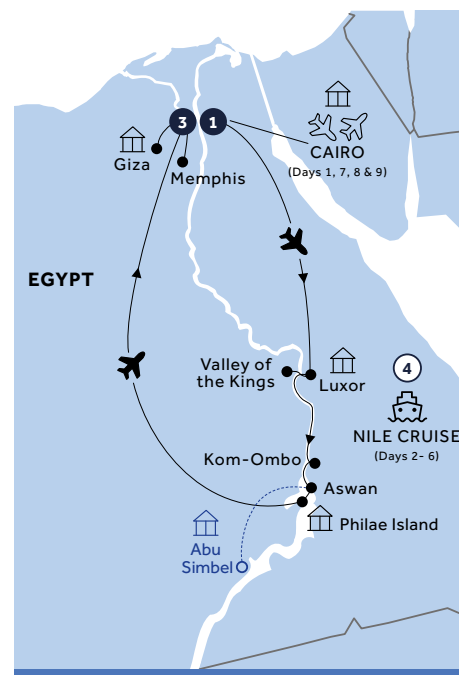 3
1
Giza
Memphis
CAIRO
(Days 1, 7, 8 & 9)
EGYPT
Valley of
the Kings
Luxor
4
NILE CRUISE
(Days 2- 6)
Kom-Ombo
Aswan
Philae Island
Abu
Simbel